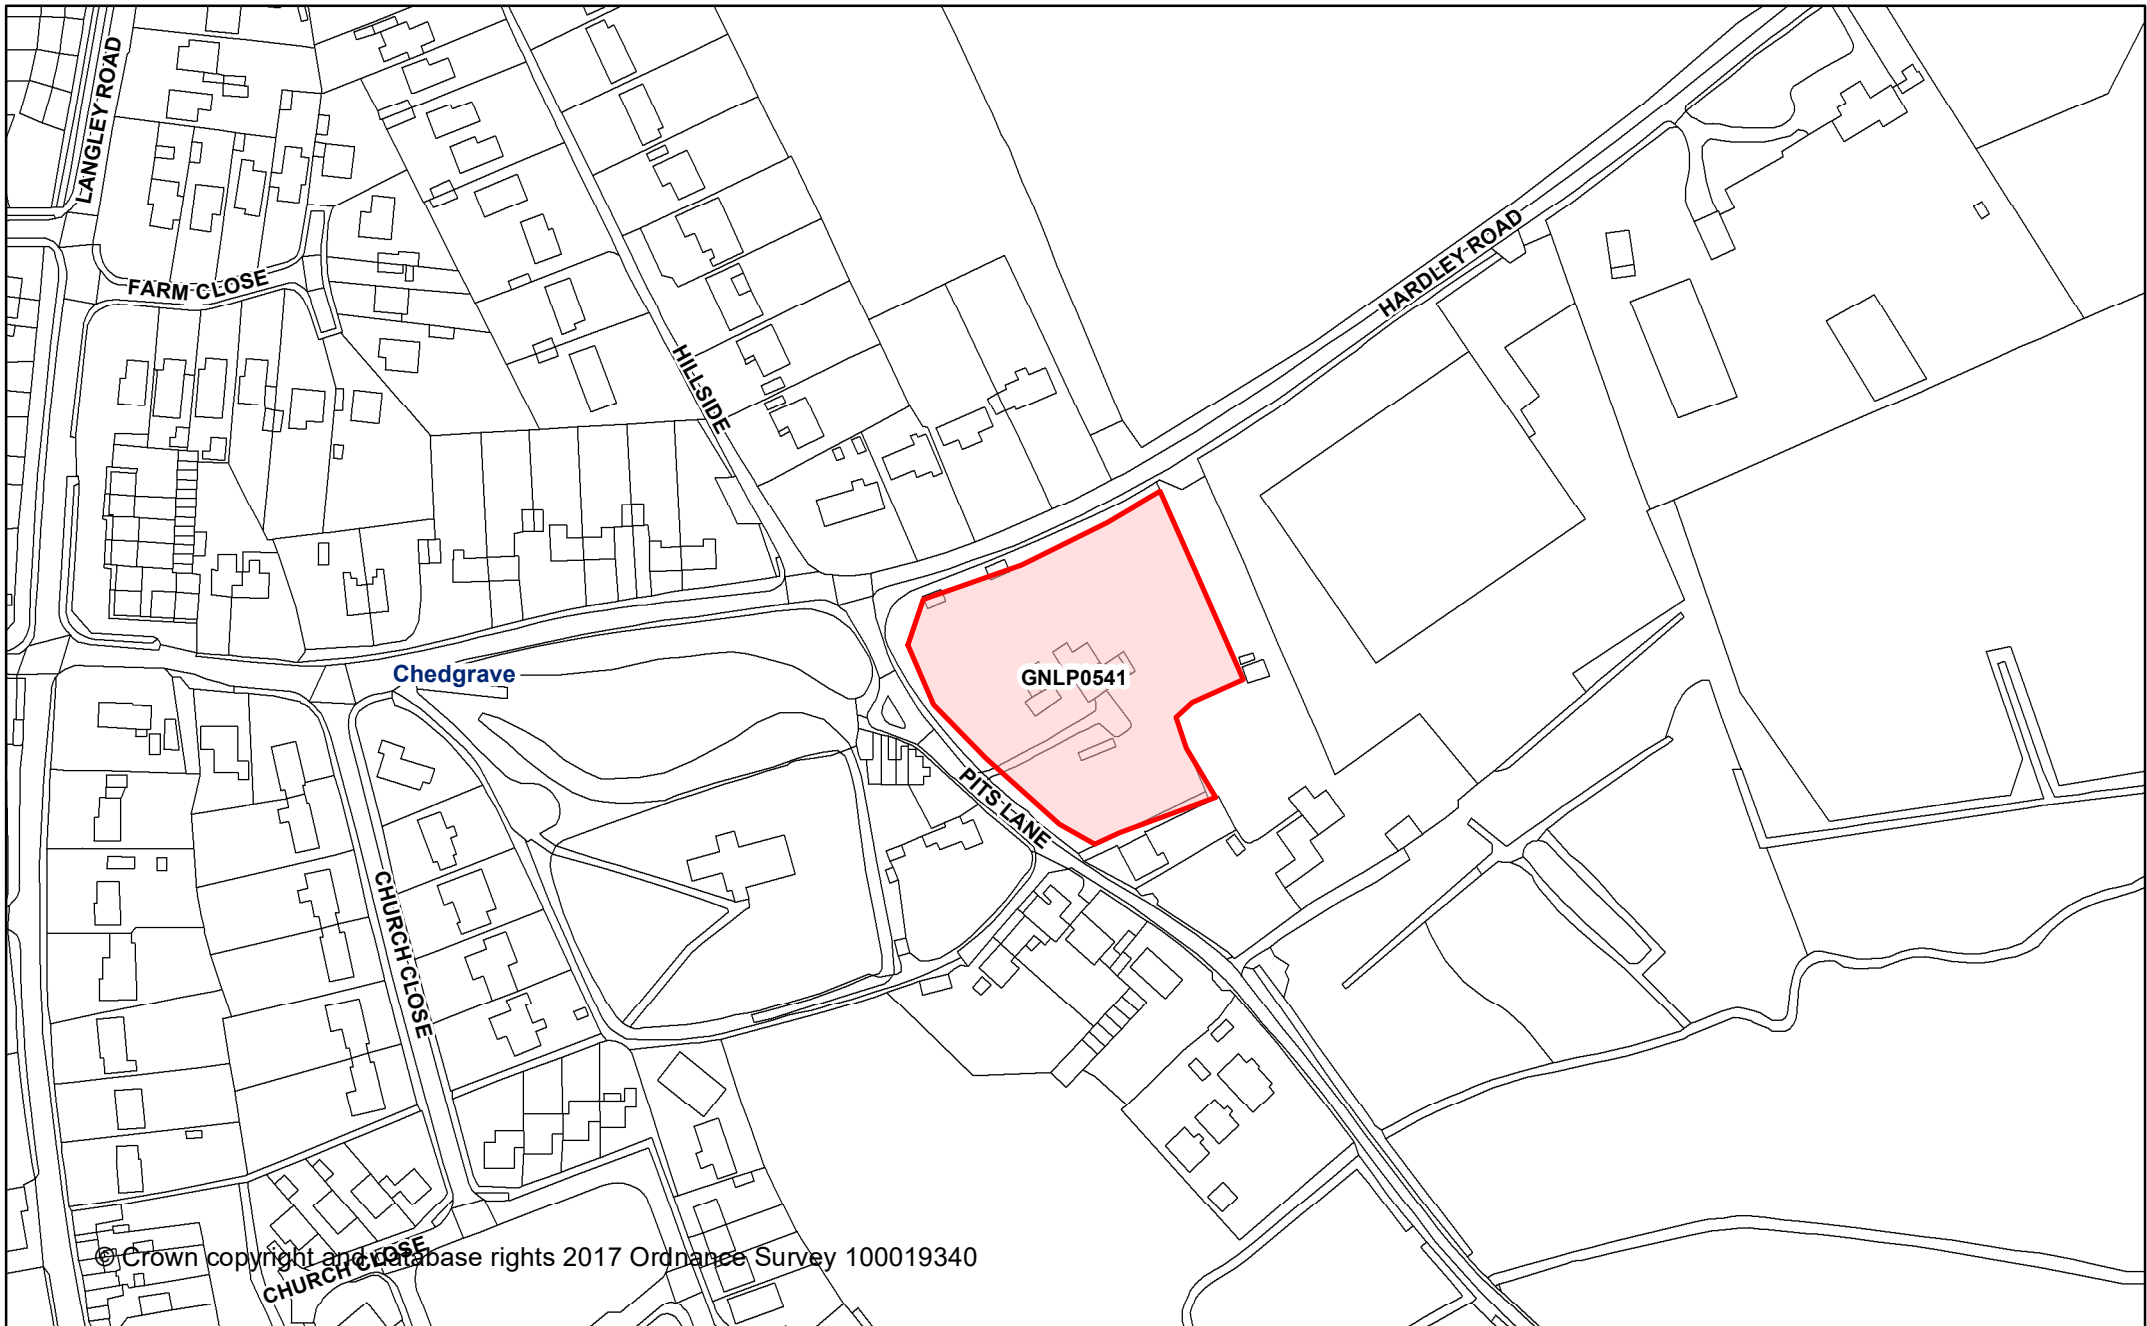 LANGLEY ROAD
FARM CLOSE
HILLSIDE
HARDLEY ROAD
Chedgrave
GNLP0541
PITS LANE
CHURCH CLOSE
CHURCH CLOSE
© Crown copyright and database rights 2017 Ordnance Survey 100019340